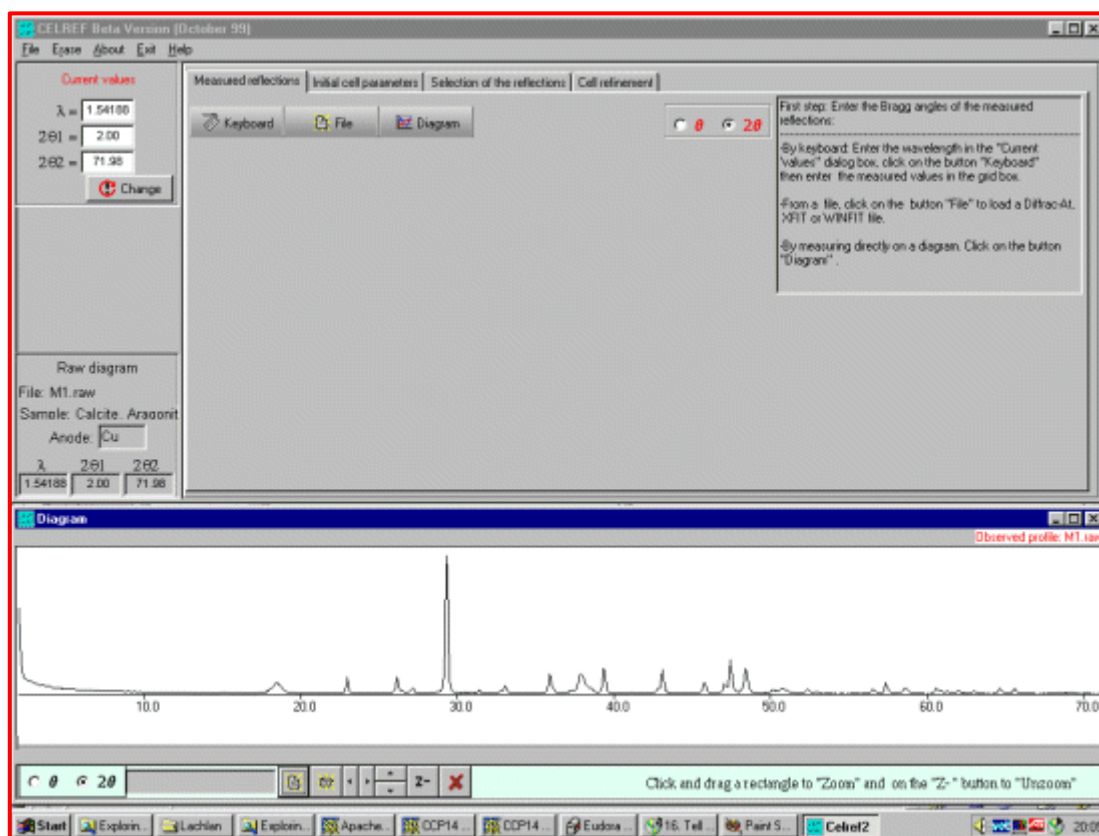 CELREF Beta Version (October 99)
File Erase About Exit Help
Current values
λ = 1.54188
2θ1 = 2.00
2θ2 = 71.98
Change
Measured reflections Initial cell parameters Selection of the reflections Cell refinement
Keyboard File Diagram
θ 2θ
First step: Enter the Bragg angles of the measured
reflections:
-By keyboard: Enter the wavelength in the "Current
Values" dialog box, click on the button "Keyboard"
then enter the measured values in the grid box.
-From a file, click on the button "File" to load a Diffrac-At,
XFIT or WINFIT file.
-By measuring directly on a diagram. Click on the button
"Diagram" .
Raw diagram
File: M1.raw
Sample: Calcite, Aragonit
Anode: Cu
λ 2θ1 2θ2
1.54188 2.00 71.98
Diagram
Observed profile: M1.raw
10.0 20.0 30.0 40.0 50.0 60.0 70.0
θ 2θ
Z-
Click and drag a rectangle to "Zoom" and on the "Z-" button to "Unzoom"
Start Explorin... Lachlan Explorin... Apache... CCP14 ... CCP14 ... Eudora ... 16. Tell ... Paint S... Celref2